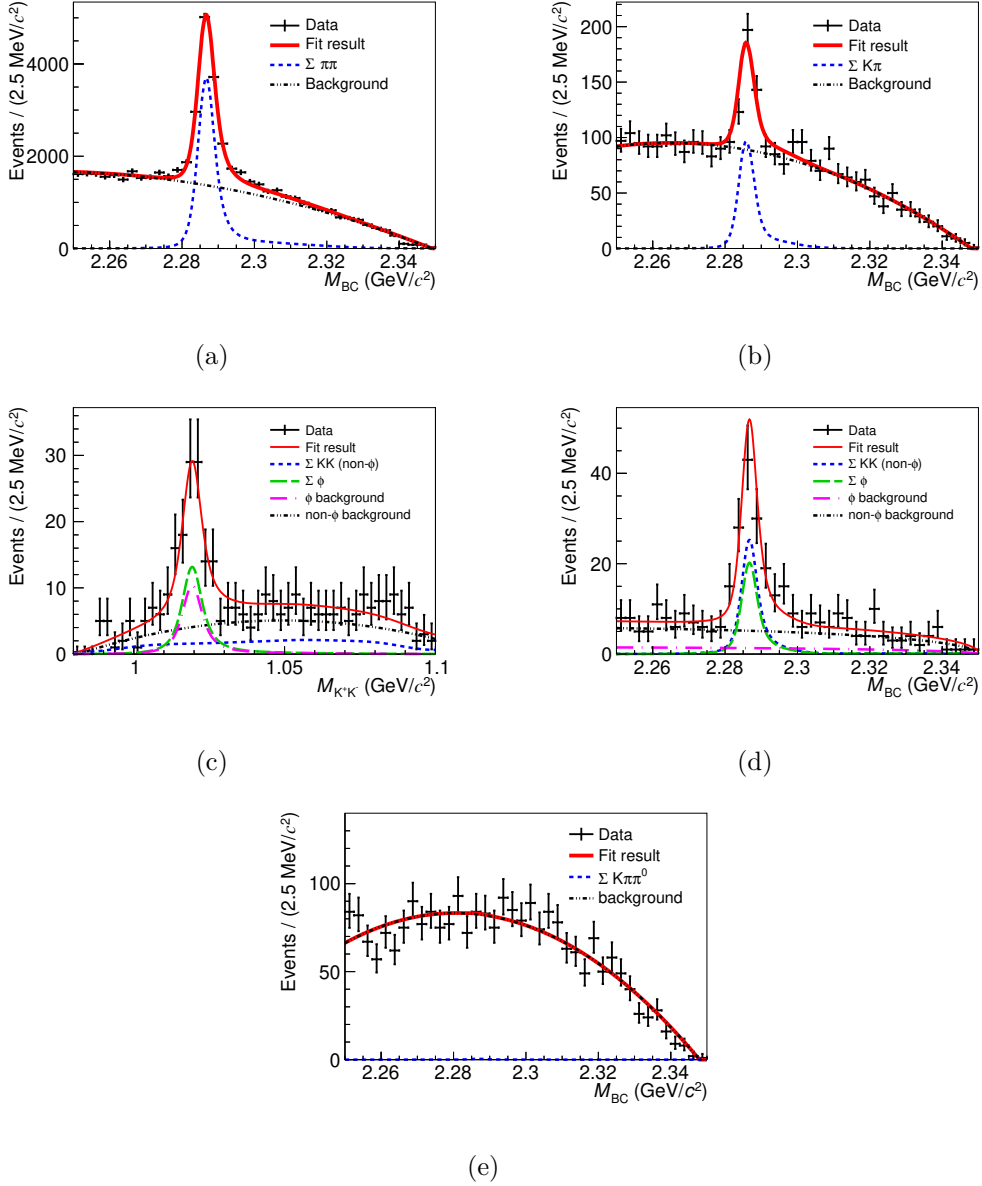 Events / (2.5 MeV/c²)
4000
2000
0
Data
Fit result
Σ ππ
Background
2.26 2.28 2.3 2.32 2.34
M_BC (GeV/c²)
(a)
Events / (2.5 MeV/c²)
200
150
100
50
0
Data
Fit result
Σ Kπ
Background
2.26 2.28 2.3 2.32 2.34
M_BC (GeV/c²)
(b)
Events / (2.5 MeV/c²)
30
20
10
0
Data
Fit result
Σ KK (non-ϕ)
Σ ϕ
ϕ background
non-ϕ background
1 1.05 1.1
M_K⁺K⁻ (GeV/c²)
(c)
Events / (2.5 MeV/c²)
40
20
0
Data
Fit result
Σ KK (non-ϕ)
Σ ϕ
ϕ background
non-ϕ background
2.26 2.28 2.3 2.32 2.34
M_BC (GeV/c²)
(d)
Events / (2.5 MeV/c²)
100
50
0
Data
Fit result
Σ Kππ⁰
background
2.26 2.28 2.3 2.32 2.34
M_BC (GeV/c²)
(e)